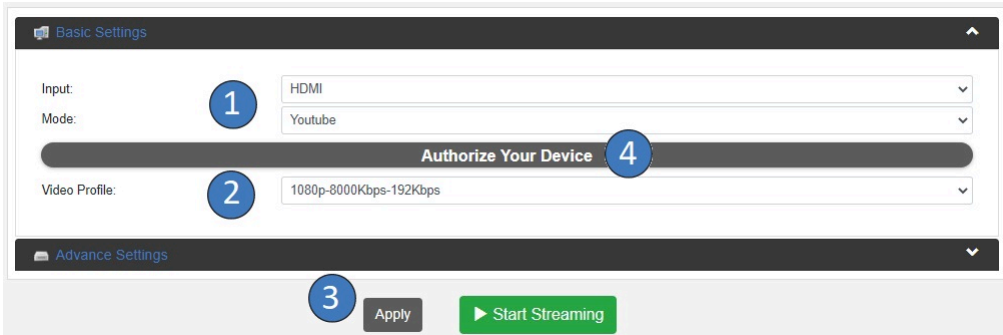 Basic Settings
Input: HDMI
1
Mode: Youtube
Authorize Your Device 4
Video Profile: 2 1080p-8000Kbps-192Kbps
Advance Settings
3 Apply Start Streaming